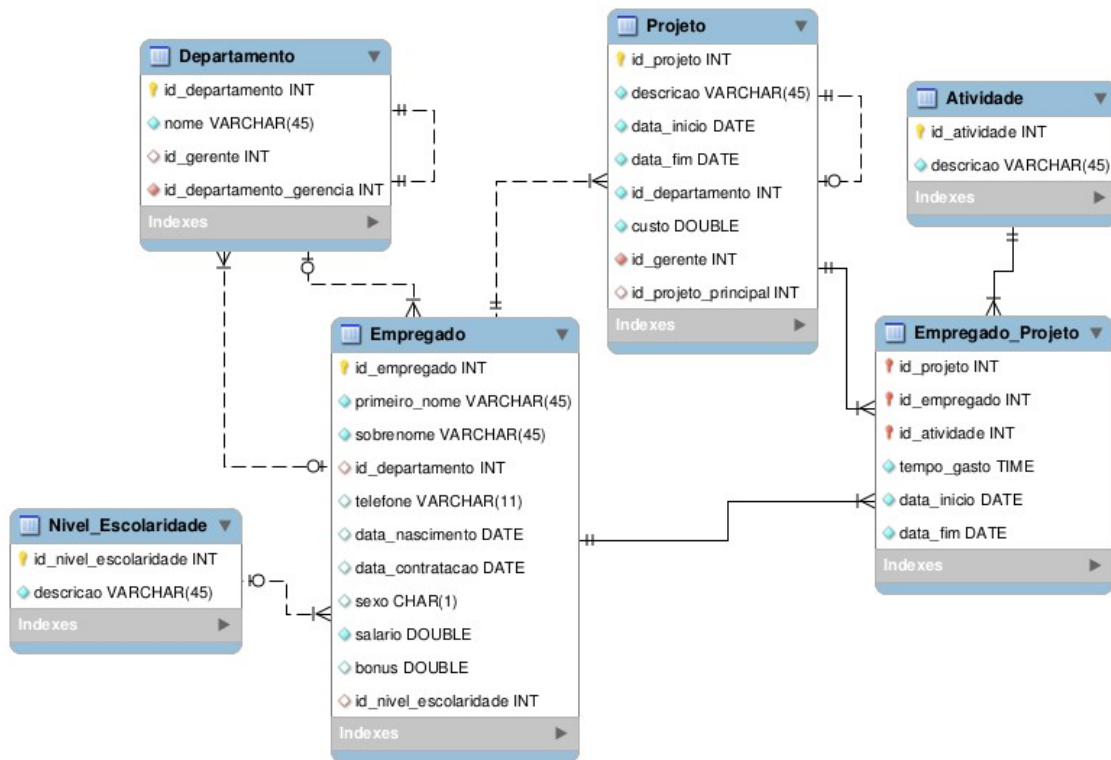 Departamento
id_departamento INT
nome VARCHAR(45)
id_gerente INT
id_departamento_gerencia INT
Indexes
Projeto
id_projeto INT
descricao VARCHAR(45)
data_inicio DATE
data_fim DATE
id_departamento INT
custo DOUBLE
id_gerente INT
id_projeto_principal INT
Indexes
Atividade
id_atividade INT
descricao VARCHAR(45)
Indexes
Empregado
id_empregado INT
primeiro_nome VARCHAR(45)
sobrenome VARCHAR(45)
id_departamento INT
telefone VARCHAR(11)
data_nascimento DATE
data_contratacao DATE
sexo CHAR(1)
salario DOUBLE
bonus DOUBLE
id_nivel_escolaridade INT
Indexes
Empregado_Projeto
id_projeto INT
id_empregado INT
id_atividade INT
tempo_gasto TIME
data_inicio DATE
data_fim DATE
Indexes
Nivel_Escolaridade
id_nivel_escolaridade INT
descricao VARCHAR(45)
Indexes